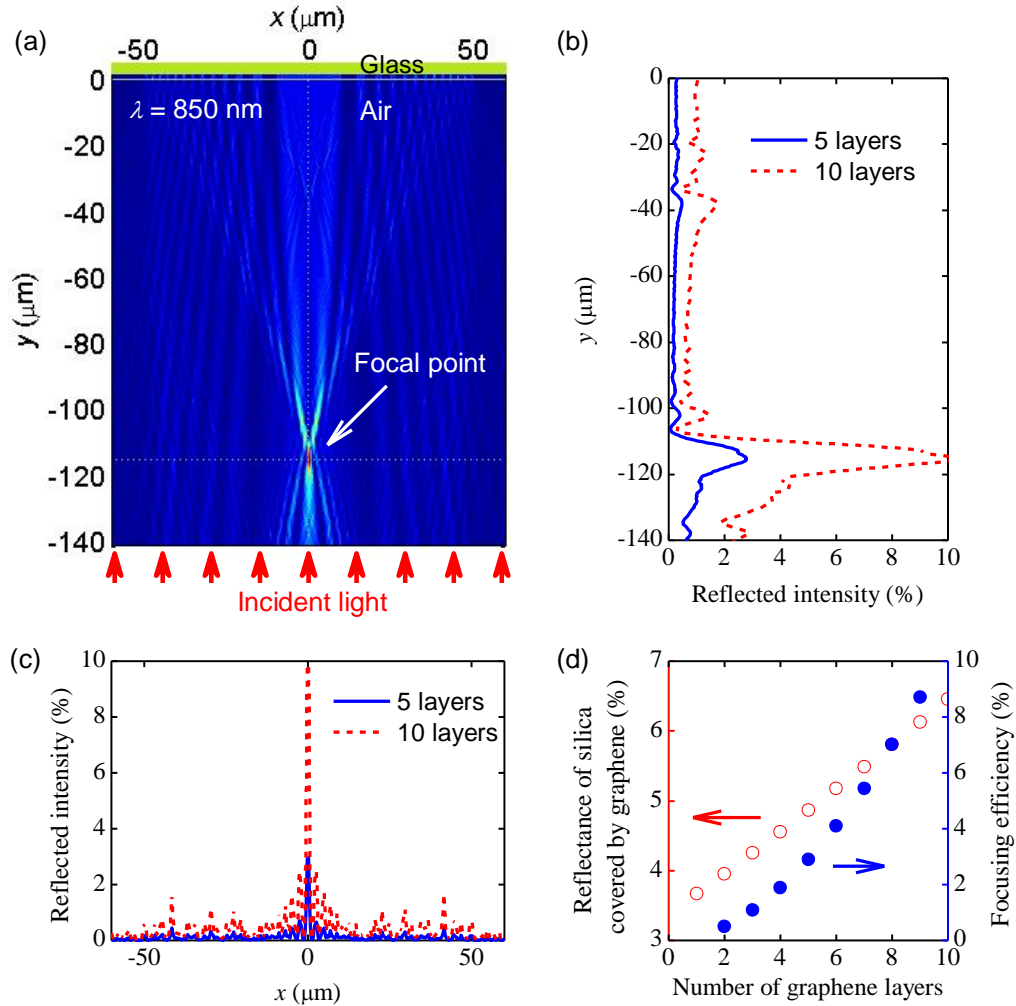 (a)
x (μm)
-50 0 50
Glass
Air
λ = 850 nm
0
-20
-40
-60
-80
-100
-120
-140
y (μm)
Focal point
Incident light
(b)
0
-20
-40
-60
-80
-100
-120
-140
y (μm)
5 layers
10 layers
0 2 4 6 8 10
Reflected intensity (%)
(c)
10
8
6
4
2
0
Reflected intensity (%)
5 layers
10 layers
-50 0 50
x (μm)
(d)
7
6
5
4
3
Reflectance of silica
covered by graphene (%)
10
8
6
4
2
0
Focusing efficiency (%)
0 2 4 6 8 10
Number of graphene layers